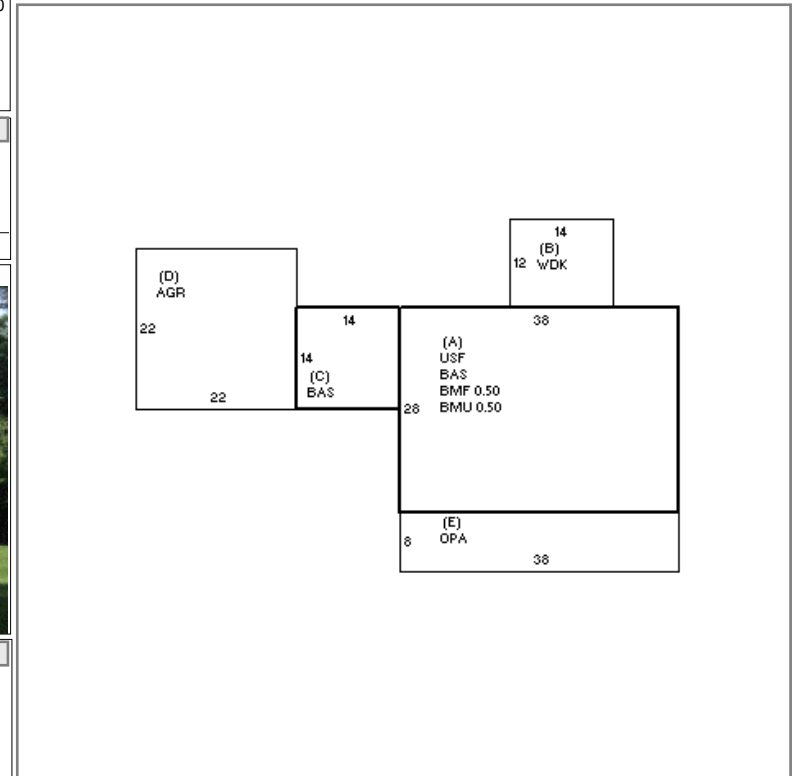 14
(B)
12 WDK
(D)
AGR
22
22
14
14
(C)
BAS
38
(A)
USF
BAS
BMF 0.50
BMU 0.50
28
(E)
OPA
8
38